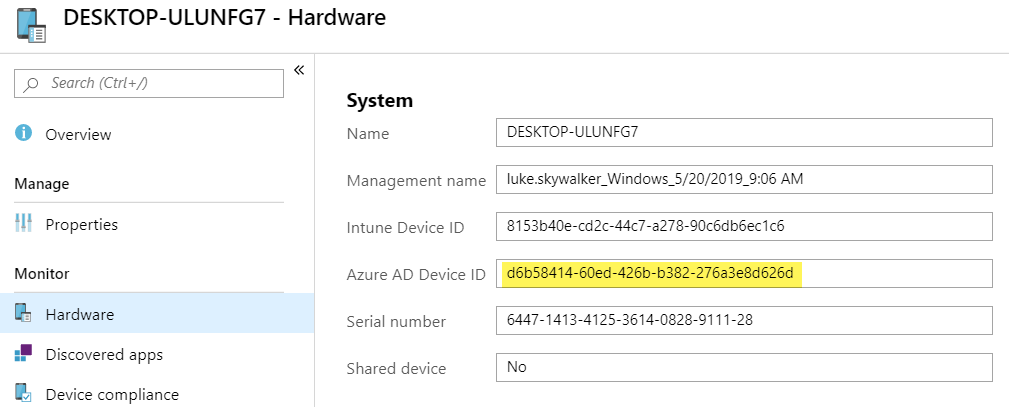 DESKTOP-ULUNFG7 - Hardware
Search (Ctrl+/)
«
Overview
Manage
Properties
Monitor
Hardware
Discovered apps
Device compliance
System
Name DESKTOP-ULUNFG7
Management name luke.skywalker_Windows_5/20/2019_9:06 AM
Intune Device ID 8153b40e-cd2c-44c7-a278-90c6db6ec1c6
Azure AD Device ID d6b58414-60ed-426b-b382-276a3e8d626d
Serial number 6447-1413-4125-3614-0828-9111-28
Shared device No